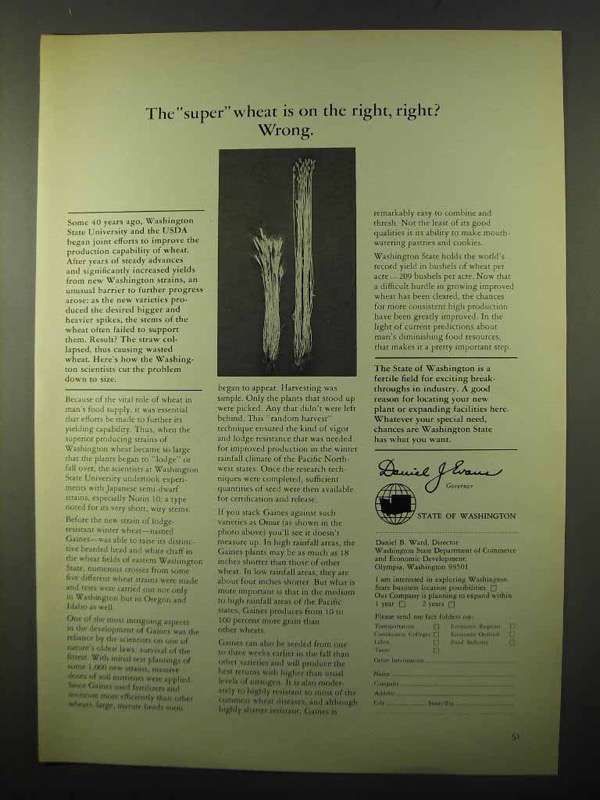 The "super" wheat is on the right, right?
Wrong.
Some 40 years ago, Washington
State University and the USDA
began joint efforts to improve the
production capability of wheat.
After years of steady advances
and significantly increased yields
from new Washington strains, an
unusual barrier to further progress
arose: as the new varieties pro-
duced the desired bigger and
heavier spikes, the stems of the
wheat often failed to support
them. Result? The straw col-
lapsed, thus causing wasted
wheat. Here's how the Washing-
ton scientists cut the problem
down to size.
Because of the vital role of wheat in
man's food supply, it was essential
that efforts be made to further its
yielding capability. Thus, when the
superior producing strains of
Washington wheat became so large
that the plants began to "lodge" or
fall over, the scientists at Washington
State University undertook experi-
ments with Japanese semi-dwarf
strains, especially Norin 10; a type
noted for its very short, wiry stems.
Before the new strain of lodge-
resistant winter wheat—named
Gaines—was able to raise its distinc-
tive bearded head and white chaff in
the wheat fields of eastern Washington
State, numerous crosses from some
five different wheat strains were made
and tests were carried out not only
in Washington but in Oregon and
Idaho as well.
One of the most intriguing aspects
in the development of Gaines was the
reliance by the scientists on one of
nature's oldest laws: survival of the
fittest. With initial test plantings of
some 1,000 new strains, massive
doses of soil nutrients were applied.
Since Gaines used fertilizers and
moisture more efficiently than other
wheats, large, mature heads soon
began to appear. Harvesting was
simple. Only the plants that stood up
were picked. Any that didn't were left
behind. This "random harvest"
technique ensured the kind of vigor
and lodge resistance that was needed
for improved production in the winter
rainfall climate of the Pacific North-
west states. Once the research tech-
niques were completed, sufficient
quantities of seed were then available
for certification and release.
If you stack Gaines against such
varieties as Omar (as shown in the
photo above) you'll see it doesn't
measure up. In high rainfall areas, the
Gaines plants may be as much as 18
inches shorter than those of other
wheat. In low rainfall areas, they are
about four inches shorter. But what is
more important is that in the medium
to high rainfall areas of the Pacific
States, Gaines produces from 10 to
100 percent more grain than
other wheats.
Gaines can also be seeded from one
to three weeks earlier in the fall than
other varieties and will produce the
best returns with higher than usual
levels of nitrogen. It is also moder-
ately to highly resistant to most of the
common wheat diseases, and although
highly shatter resistant, Gaines is
remarkably easy to combine and
thresh. Not the least of its good
qualities is its ability to make mouth-
watering pastries and cookies.
Washington State holds the world's
record yield in bushels of wheat per
acre—209 bushels per acre. Now that
a difficult hurdle in growing improved
wheat has been cleared, the chances
for more consistent high production
have been greatly improved. In the
light of current predictions about
man's diminishing food resources,
that makes it a pretty important step.
The State of Washington is a
fertile field for exciting break-
throughs in industry. A good
reason for locating your new
plant or expanding facilities here.
Whatever your special need,
chances are Washington State
has what you want.
Daniel J Evans
Governor
STATE OF WASHINGTON
Daniel B. Ward, Director
Washington State Department of Commerce
and Economic Development
Olympia, Washington 98501
I am interested in exploring Washington
State business location possibilities
Our Company is planning to expand within
1 year 2 years
Please send me fact folders on:
Transportation Economic Regions
Community Colleges Economic Outlook
Labor Food Industry
Taxes
Other Information
Name
Company
Address
City State/Zip
51